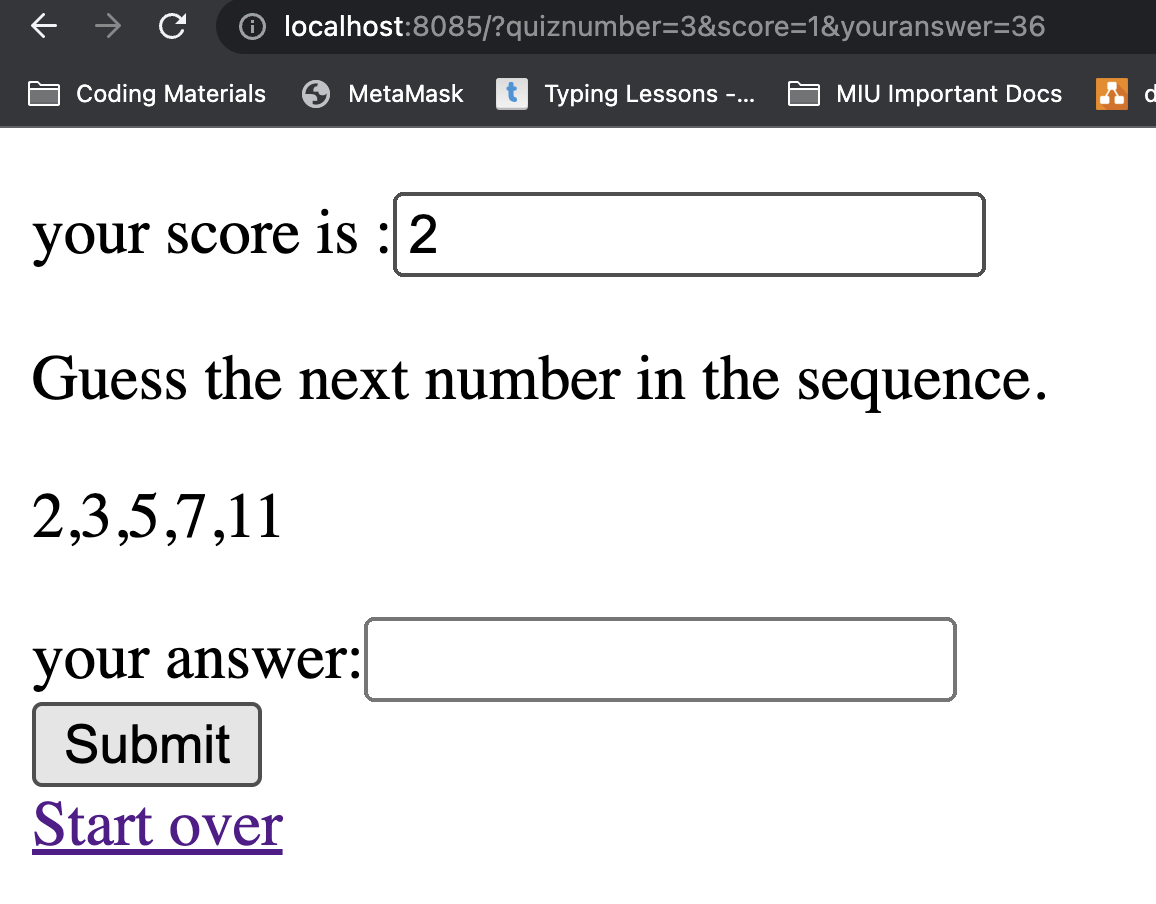 localhost:8085/?quiznumber=3&score=1&youranswer=36
Coding Materials MetaMask t Typing Lessons -... MIU Important Docs d
your score is : 2
Guess the next number in the sequence.
2,3,5,7,11
your answer:
Submit
Start over